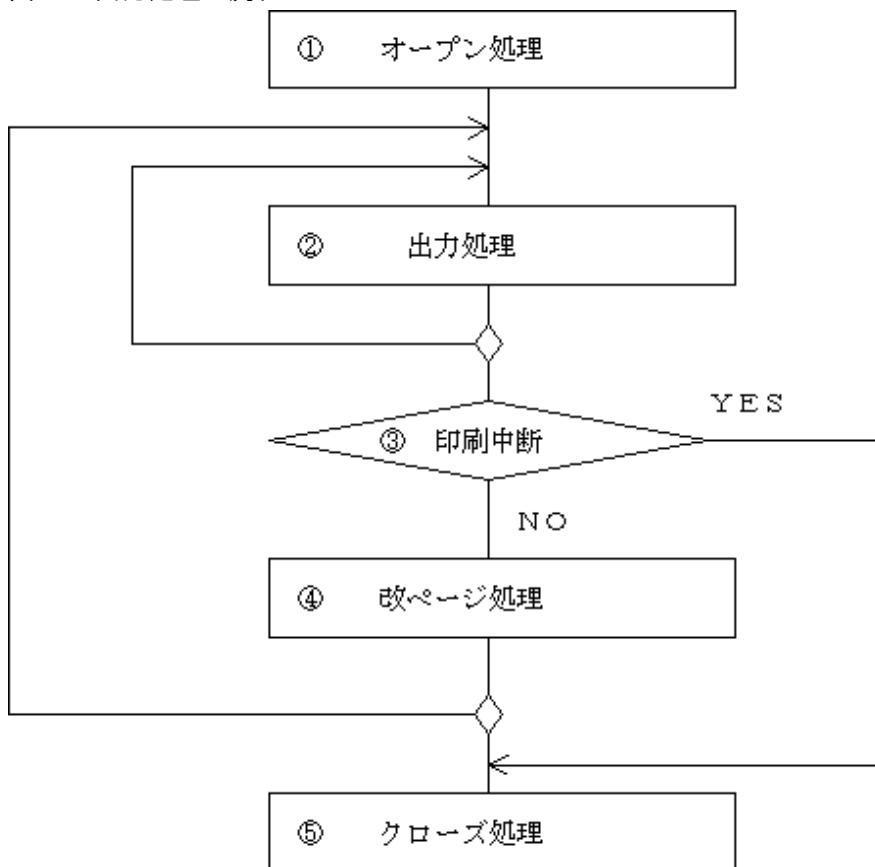 ① オープン処理
② 出力処理
③ 印刷中断
ＹＥＳ
ＮＯ
④ 改ページ処理
⑤ クローズ処理